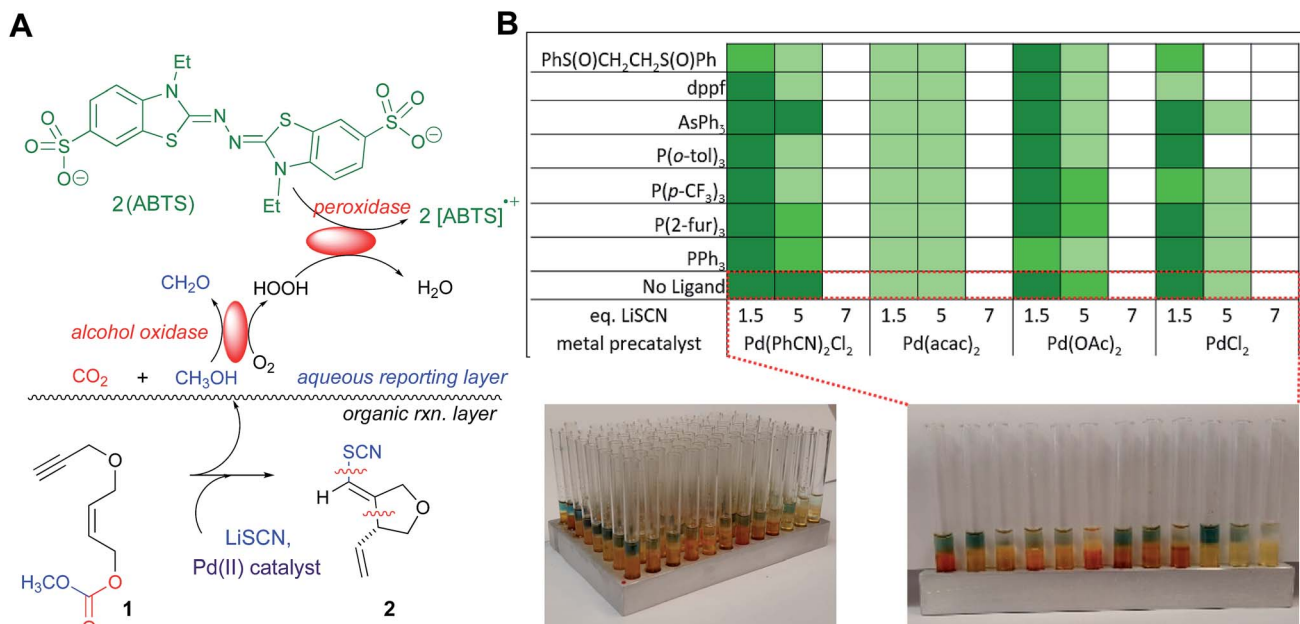 A
Et
N
S
N
N
S
N
Et
O
O
S
O
O⊖
O
O
S
O⊖
2(ABTS)
peroxidase
2 [ABTS]•+
CH2O
HOOH
H2O
alcohol oxidase
O2
CO2 + CH3OH
aqueous reporting layer
organic rxn. layer
O
SCN
H
O
LiSCN,
Pd(II) catalyst
H3CO
O
O
1
2
B
PhS(O)CH2CH2S(O)Ph
dppf
AsPh3
P(o-tol)3
P(p-CF3)3
P(2-fur)3
PPh3
No Ligand
eq. LiSCN 1.5 5 7 1.5 5 7 1.5 5 7 1.5 5 7
metal precatalyst Pd(PhCN)2Cl2 Pd(acac)2 Pd(OAc)2 PdCl2